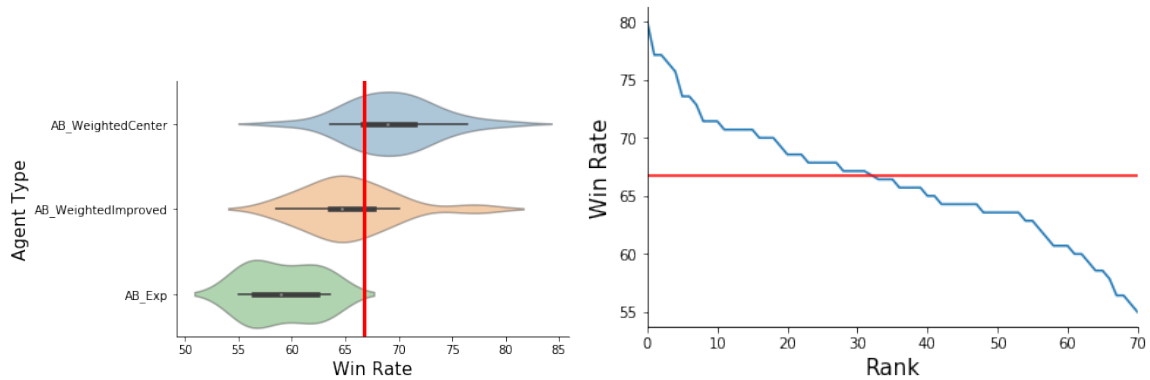 Agent Type
AB_WeightedCenter
AB_WeightedImproved
AB_Exp
50 55 60 65 70 75 80 85
Win Rate
Win Rate
80
75
70
65
60
55
0 10 20 30 40 50 60 70
Rank